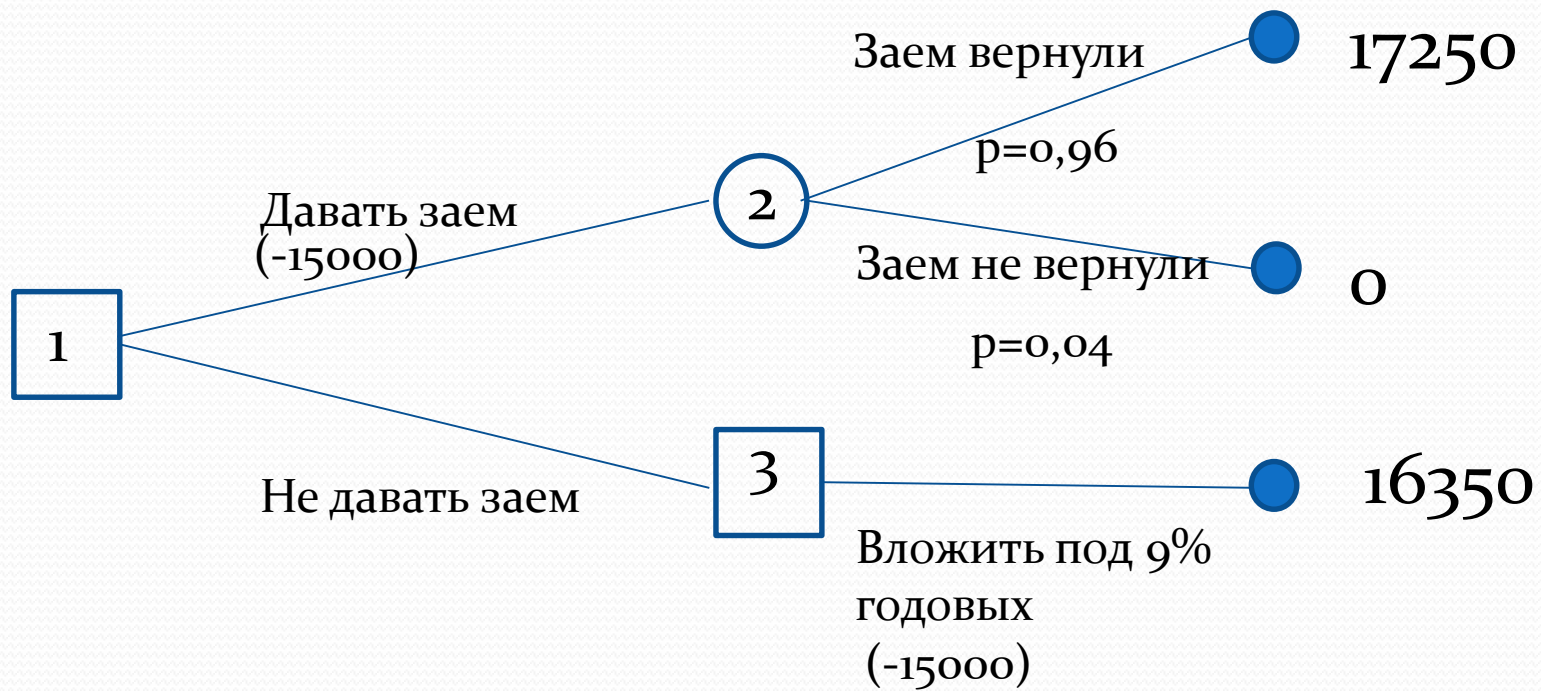 Заем вернули
17250
p=0,96
2
Давать заем
(-15000)
Заем не вернули
0
p=0,04
1
3
16350
Не давать заем
Вложить под 9%
годовых
(-15000)